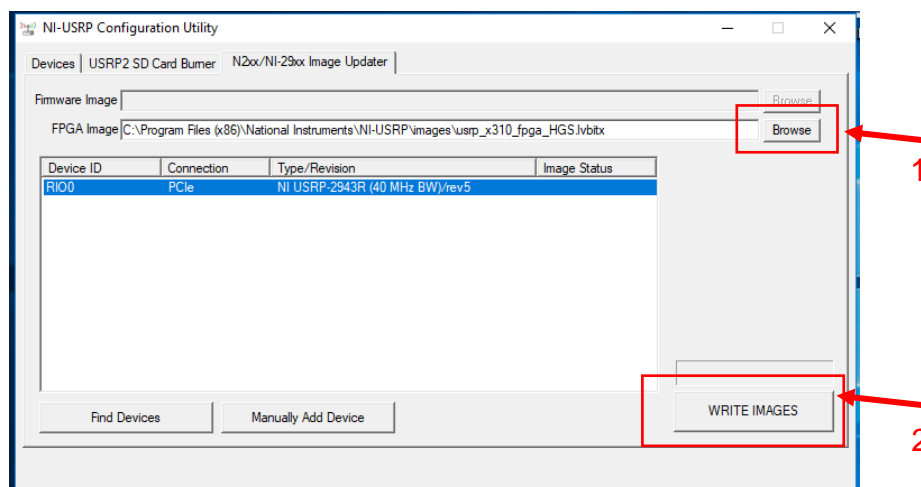 NI-USRP Configuration Utility
Devices USRP2 SD Card Burner N2xx/NI-29xx Image Updater
Firmware Image Browse
FPGA Image C:\Program Files (x86)\National Instruments\NI-USRP\images\usrp_x310_fpga_HGS.lvbitx Browse
1
Device ID Connection Type/Revision Image Status
RIO0 PCIe NI USRP-2943R (40 MHz BW)/rev5
Find Devices Manually Add Device WRITE IMAGES
2